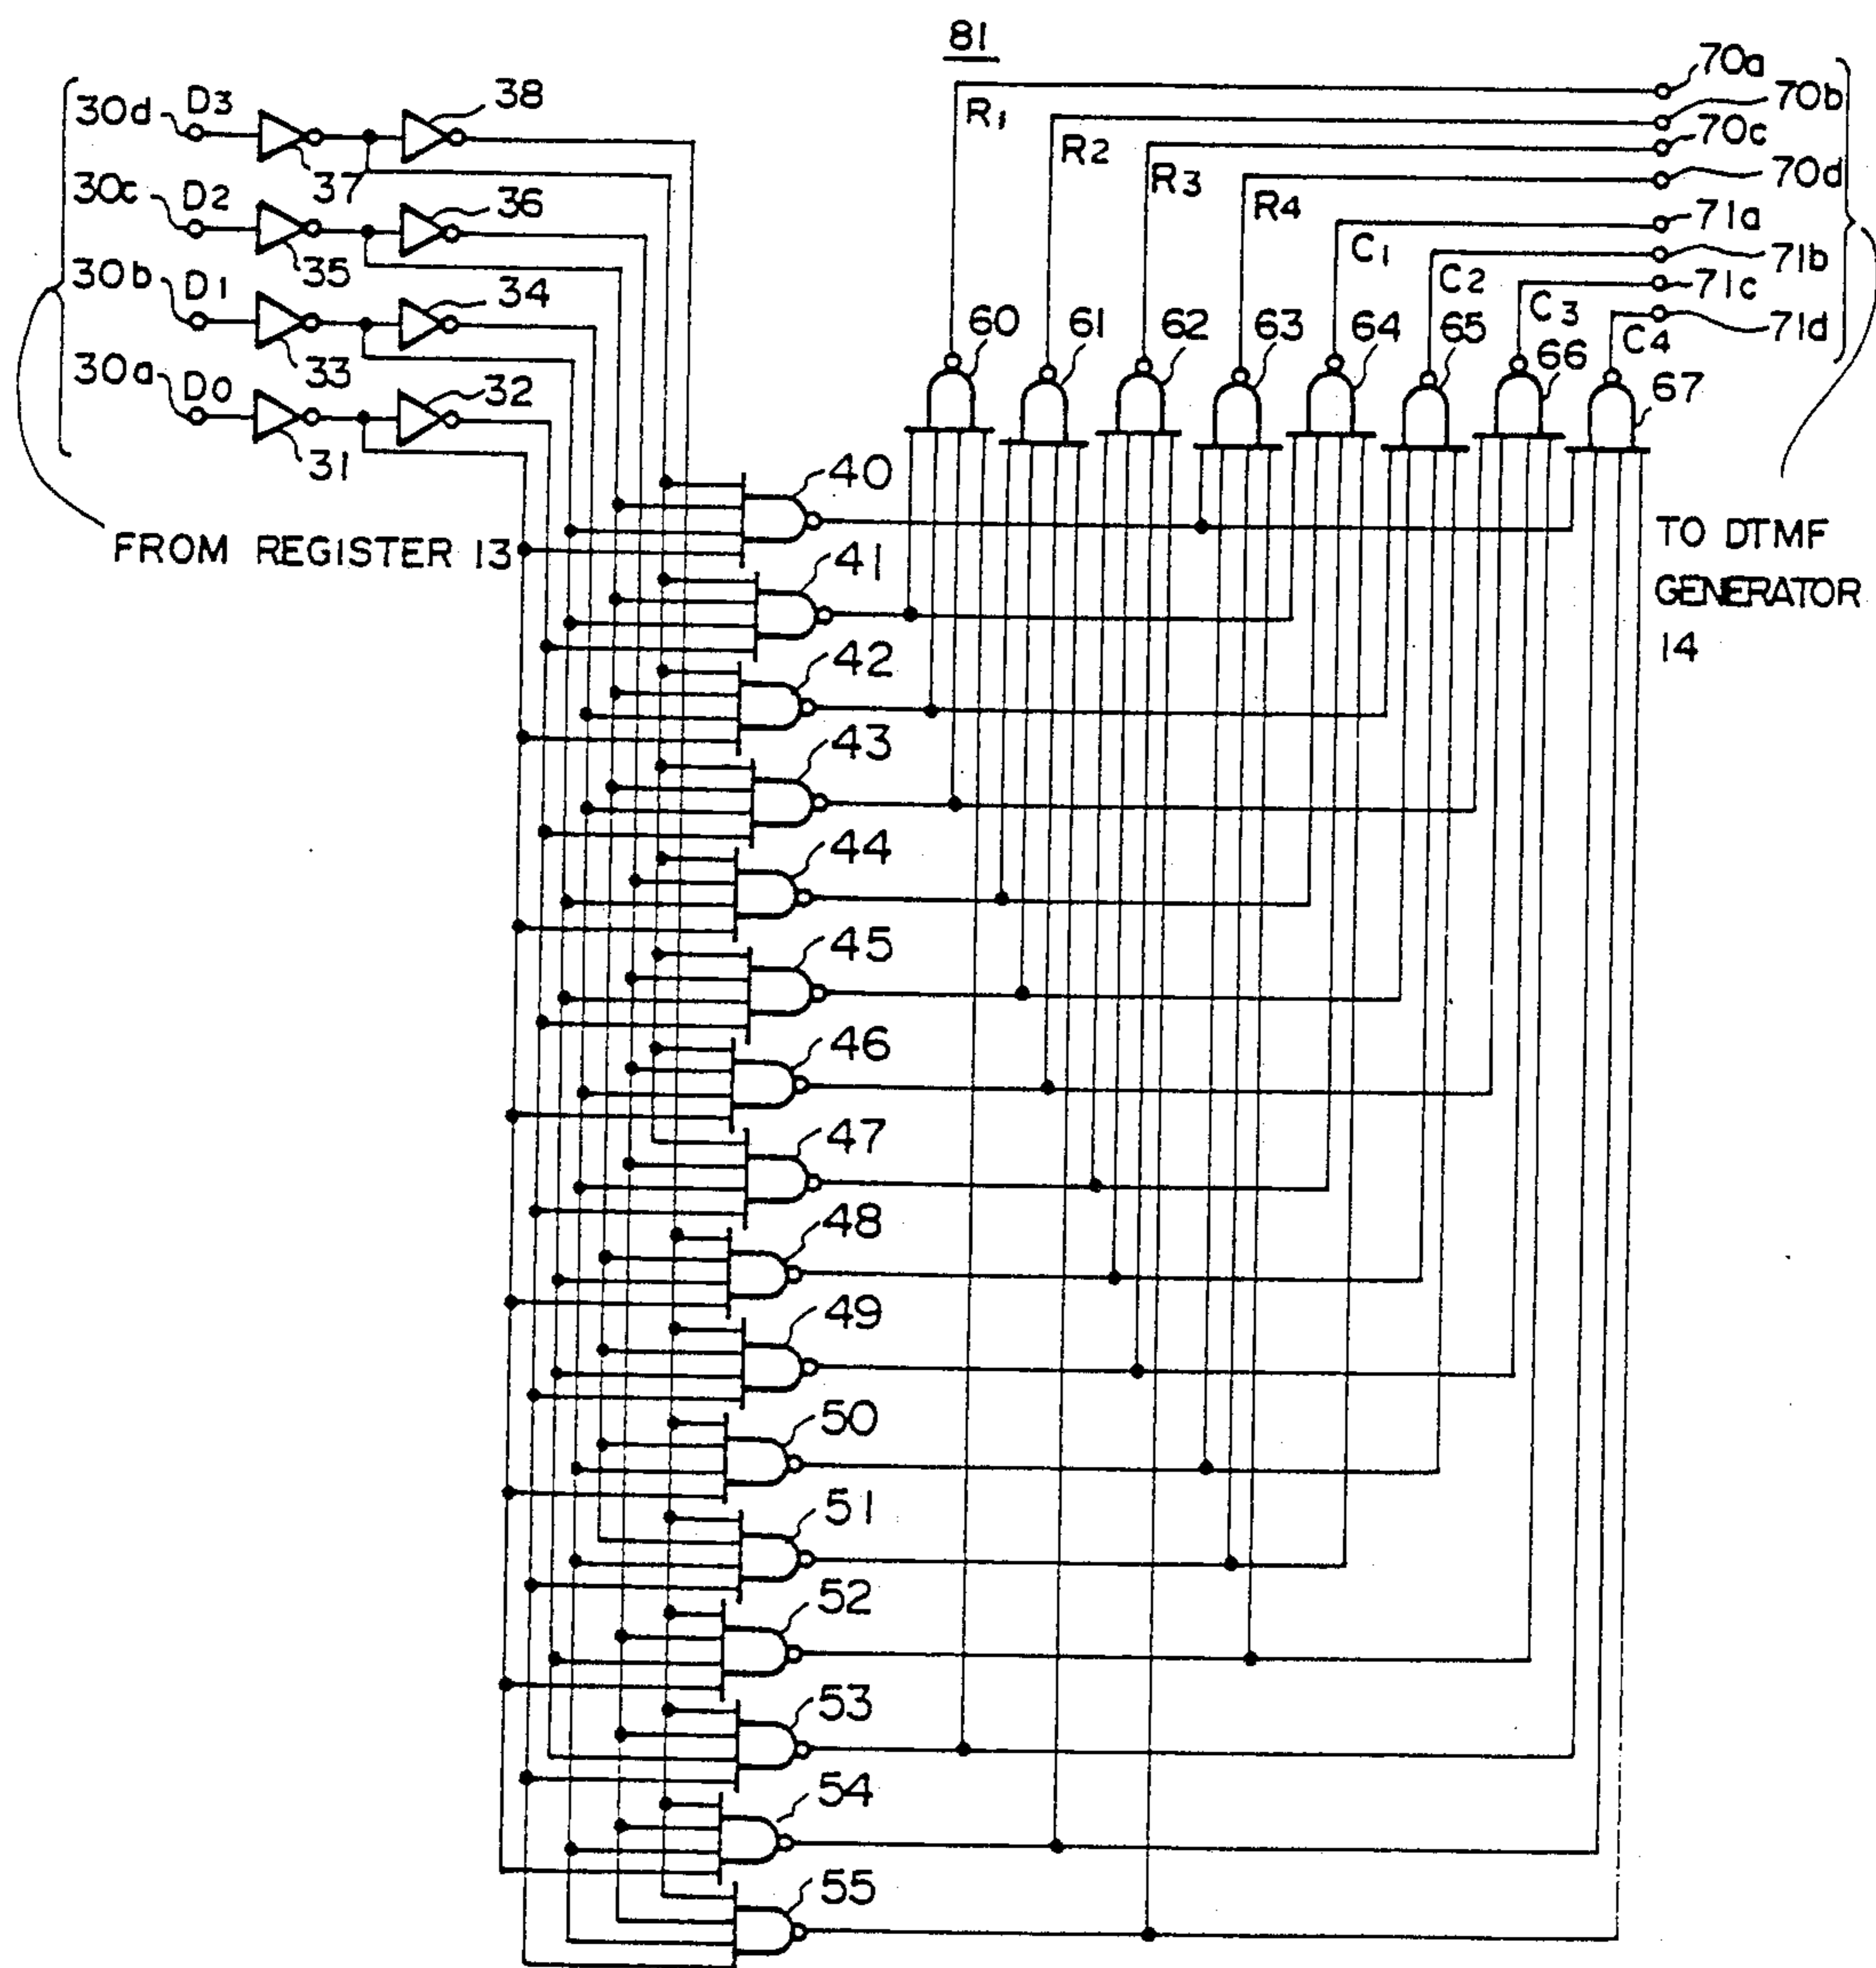 81
30d D3 37 38
30c D2 35 36
30b D1 33 34
30a D0 31 32
FROM REGISTER 13
R1 70a
R2 70b
R3 70c
R4 70d
C1 71a
C2 71b
C3 71c
C4 71d
60 61 62 63 64 65 66 67
TO DTMF
GENERATOR
14
40
41
42
43
44
45
46
47
48
49
50
51
52
53
54
55